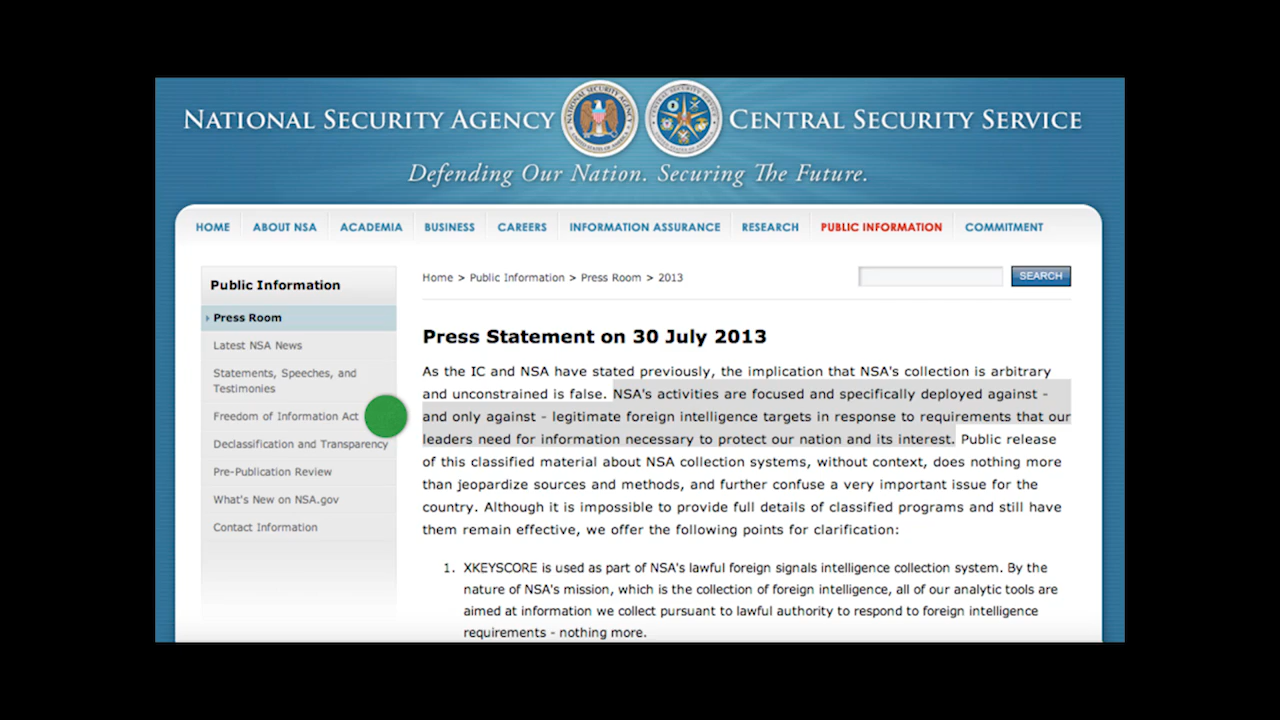 NATIONAL SECURITY AGENCY CENTRAL SECURITY SERVICE
Defending Our Nation. Securing The Future.
HOME ABOUT NSA ACADEMIA BUSINESS CAREERS INFORMATION ASSURANCE RESEARCH PUBLIC INFORMATION COMMITMENT
Public Information
Press Room
Latest NSA News
Statements, Speeches, and
Testimonies
Freedom of Information Act
Declassification and Transparency
Pre-Publication Review
What's New on NSA.gov
Contact Information
Home > Public Information > Press Room > 2013
SEARCH
Press Statement on 30 July 2013
As the IC and NSA have stated previously, the implication that NSA's collection is arbitrary
and unconstrained is false. NSA's activities are focused and specifically deployed against -
and only against - legitimate foreign intelligence targets in response to requirements that our
leaders need for information necessary to protect our nation and its interest. Public release
of this classified material about NSA collection systems, without context, does nothing more
than jeopardize sources and methods, and further confuse a very important issue for the
country. Although it is impossible to provide full details of classified programs and still have
them remain effective, we offer the following points for clarification:
1. XKEYSCORE is used as part of NSA's lawful foreign signals intelligence collection system. By the
nature of NSA's mission, which is the collection of foreign intelligence, all of our analytic tools are
aimed at information we collect pursuant to lawful authority to respond to foreign intelligence
requirements - nothing more.